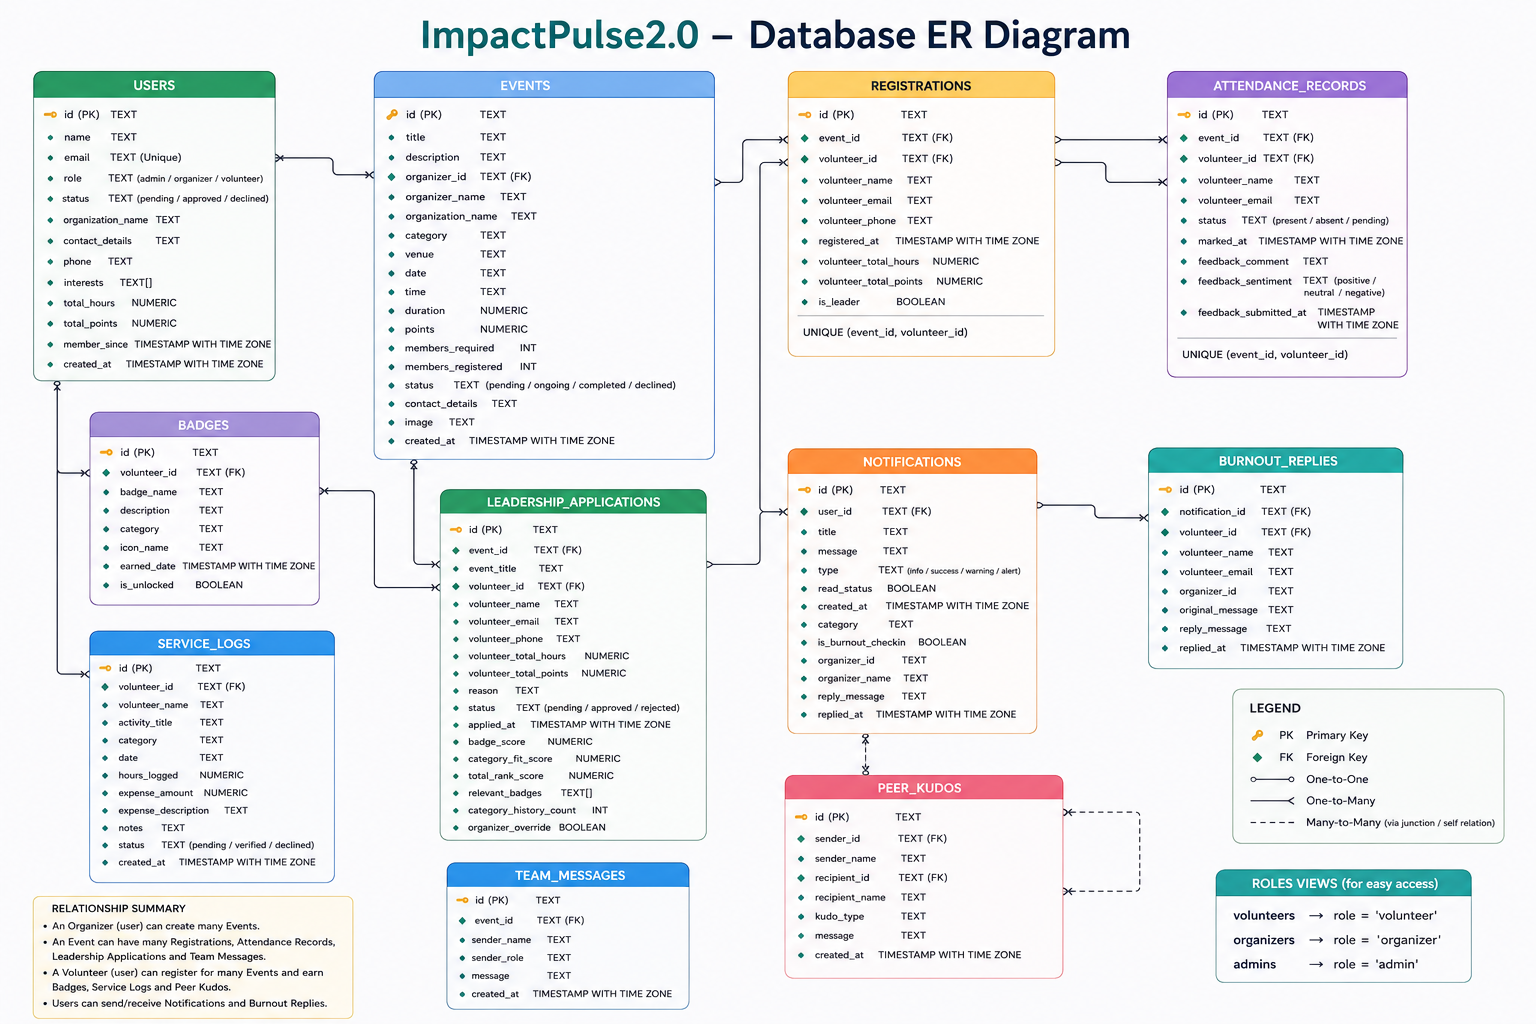 ImpactPulse2.0 – Database ER Diagram
USERS
id (PK) TEXT
name TEXT
email TEXT (Unique)
role TEXT (admin / organizer / volunteer)
status TEXT (pending / approved / declined)
organization_name TEXT
contact_details TEXT
phone TEXT
interests TEXT[]
total_hours NUMERIC
total_points NUMERIC
member_since TIMESTAMP WITH TIME ZONE
created_at TIMESTAMP WITH TIME ZONE
EVENTS
id (PK) TEXT
title TEXT
description TEXT
organizer_id TEXT (FK)
organizer_name TEXT
organization_name TEXT
category TEXT
venue TEXT
date TEXT
time TEXT
duration NUMERIC
points NUMERIC
members_required INT
members_registered INT
status TEXT (pending / ongoing / completed / declined)
contact_details TEXT
image TEXT
created_at TIMESTAMP WITH TIME ZONE
REGISTRATIONS
id (PK) TEXT
event_id TEXT (FK)
volunteer_id TEXT (FK)
volunteer_name TEXT
volunteer_email TEXT
volunteer_phone TEXT
registered_at TIMESTAMP WITH TIME ZONE
volunteer_total_hours NUMERIC
volunteer_total_points NUMERIC
is_leader BOOLEAN
UNIQUE (event_id, volunteer_id)
ATTENDANCE_RECORDS
id (PK) TEXT
event_id TEXT (FK)
volunteer_id TEXT (FK)
volunteer_name TEXT
volunteer_email TEXT
status TEXT (present / absent / pending)
marked_at TIMESTAMP WITH TIME ZONE
feedback_comment TEXT
feedback_sentiment TEXT (positive /
neutral / negative)
feedback_submitted_at TIMESTAMP
WITH TIME ZONE
UNIQUE (event_id, volunteer_id)
BADGES
id (PK) TEXT
volunteer_id TEXT (FK)
badge_name TEXT
description TEXT
category TEXT
icon_name TEXT
earned_date TIMESTAMP WITH TIME ZONE
is_unlocked BOOLEAN
LEADERSHIP_APPLICATIONS
id (PK) TEXT
event_id TEXT (FK)
event_title TEXT
volunteer_id TEXT (FK)
volunteer_name TEXT
volunteer_email TEXT
volunteer_phone TEXT
volunteer_total_hours NUMERIC
volunteer_total_points NUMERIC
reason TEXT
status TEXT (pending / approved / rejected)
applied_at TIMESTAMP WITH TIME ZONE
badge_score NUMERIC
category_fit_score NUMERIC
total_rank_score NUMERIC
relevant_badges TEXT[]
category_history_count INT
organizer_override BOOLEAN
NOTIFICATIONS
id (PK) TEXT
user_id TEXT (FK)
title TEXT
message TEXT
type TEXT (info / success / warning / alert)
read_status BOOLEAN
created_at TIMESTAMP WITH TIME ZONE
category TEXT
is_burnout_checkin BOOLEAN
organizer_id TEXT
organizer_name TEXT
reply_message TEXT
replied_at TIMESTAMP WITH TIME ZONE
BURNOUT_REPLIES
id (PK) TEXT
notification_id TEXT (FK)
volunteer_id TEXT (FK)
volunteer_name TEXT
volunteer_email TEXT
organizer_id TEXT
original_message TEXT
reply_message TEXT
replied_at TIMESTAMP WITH TIME ZONE
SERVICE_LOGS
id (PK) TEXT
volunteer_id TEXT (FK)
volunteer_name TEXT
activity_title TEXT
category TEXT
date TEXT
hours_logged NUMERIC
expense_amount NUMERIC
expense_description TEXT
notes TEXT
status TEXT (pending / verified / declined)
created_at TIMESTAMP WITH TIME ZONE
LEGEND
PK Primary Key
FK Foreign Key
One-to-One
One-to-Many
Many-to-Many (via junction / self relation)
PEER_KUDOS
id (PK) TEXT
sender_id TEXT (FK)
sender_name TEXT
recipient_id TEXT (FK)
recipient_name TEXT
kudo_type TEXT
message TEXT
created_at TIMESTAMP WITH TIME ZONE
TEAM_MESSAGES
id (PK) TEXT
event_id TEXT (FK)
sender_name TEXT
sender_role TEXT
message TEXT
created_at TIMESTAMP WITH TIME ZONE
ROLES VIEWS (for easy access)
volunteers → role = 'volunteer'
organizers → role = 'organizer'
admins → role = 'admin'
RELATIONSHIP SUMMARY
• An Organizer (user) can create many Events.
• An Event can have many Registrations, Attendance Records,
Leadership Applications and Team Messages.
• A Volunteer (user) can register for many Events and earn
Badges, Service Logs and Peer Kudos.
• Users can send/receive Notifications and Burnout Replies.